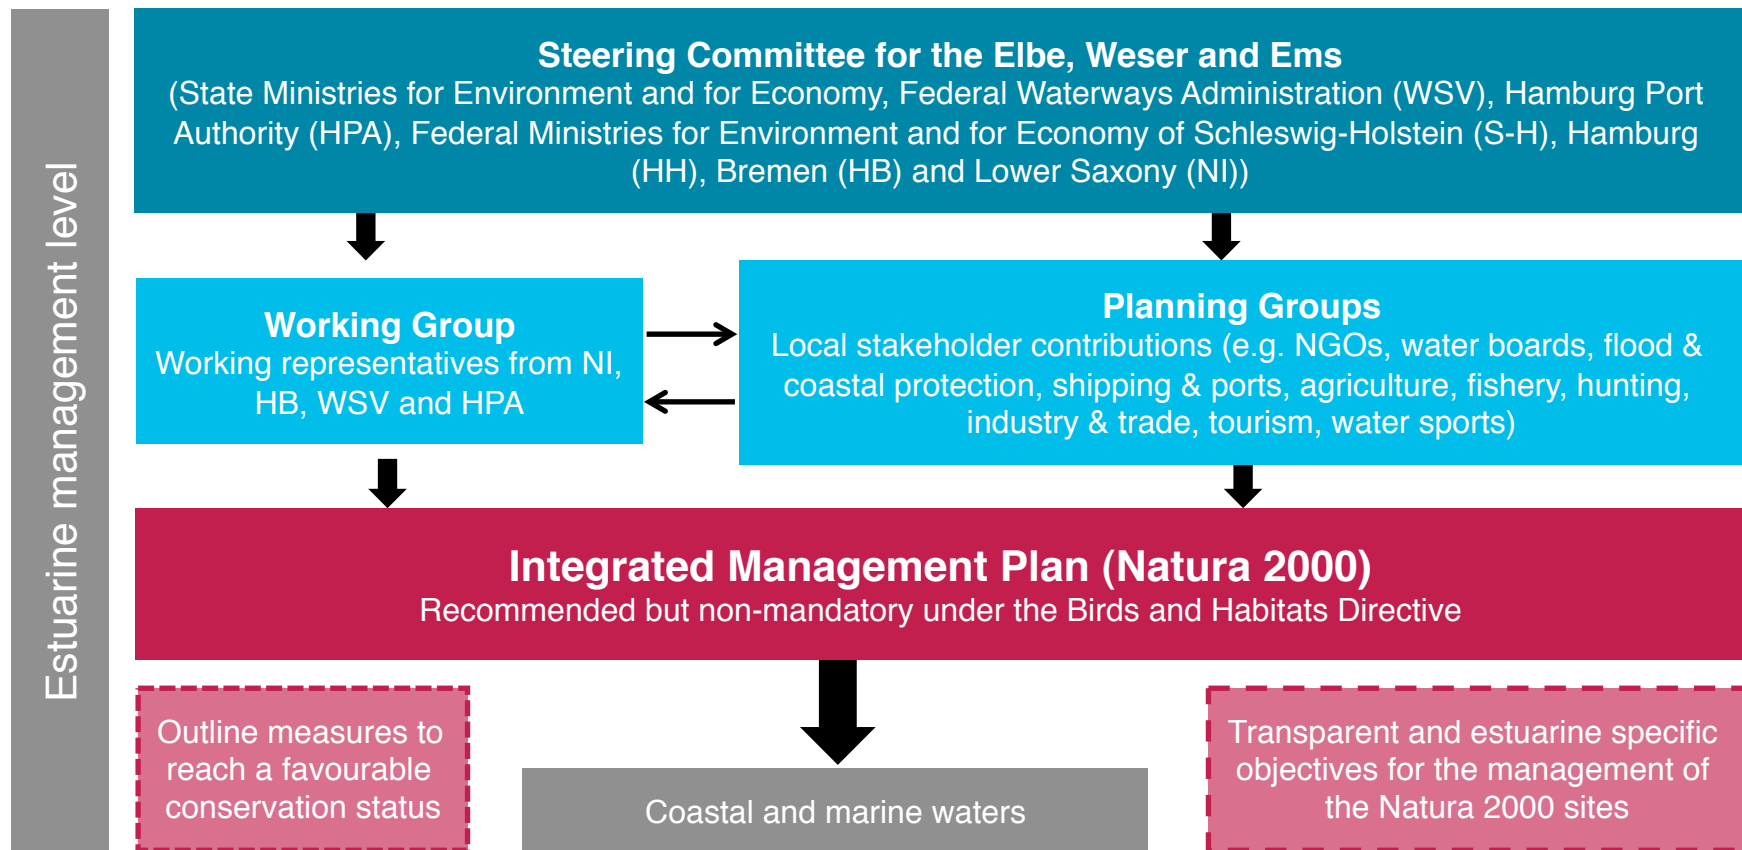 Estuarine management level
Steering Committee for the Elbe, Weser and Ems
(State Ministries for Environment and for Economy, Federal Waterways Administration (WSV), Hamburg Port
Authority (HPA), Federal Ministries for Environment and for Economy of Schleswig-Holstein (S-H), Hamburg
(HH), Bremen (HB) and Lower Saxony (NI))
Working Group
Working representatives from NI,
HB, WSV and HPA
Planning Groups
Local stakeholder contributions (e.g. NGOs, water boards, flood &
coastal protection, shipping & ports, agriculture, fishery, hunting,
industry & trade, tourism, water sports)
Integrated Management Plan (Natura 2000)
Recommended but non-mandatory under the Birds and Habitats Directive
Outline measures to
reach a favourable
conservation status
Coastal and marine waters
Transparent and estuarine specific
objectives for the management of
the Natura 2000 sites